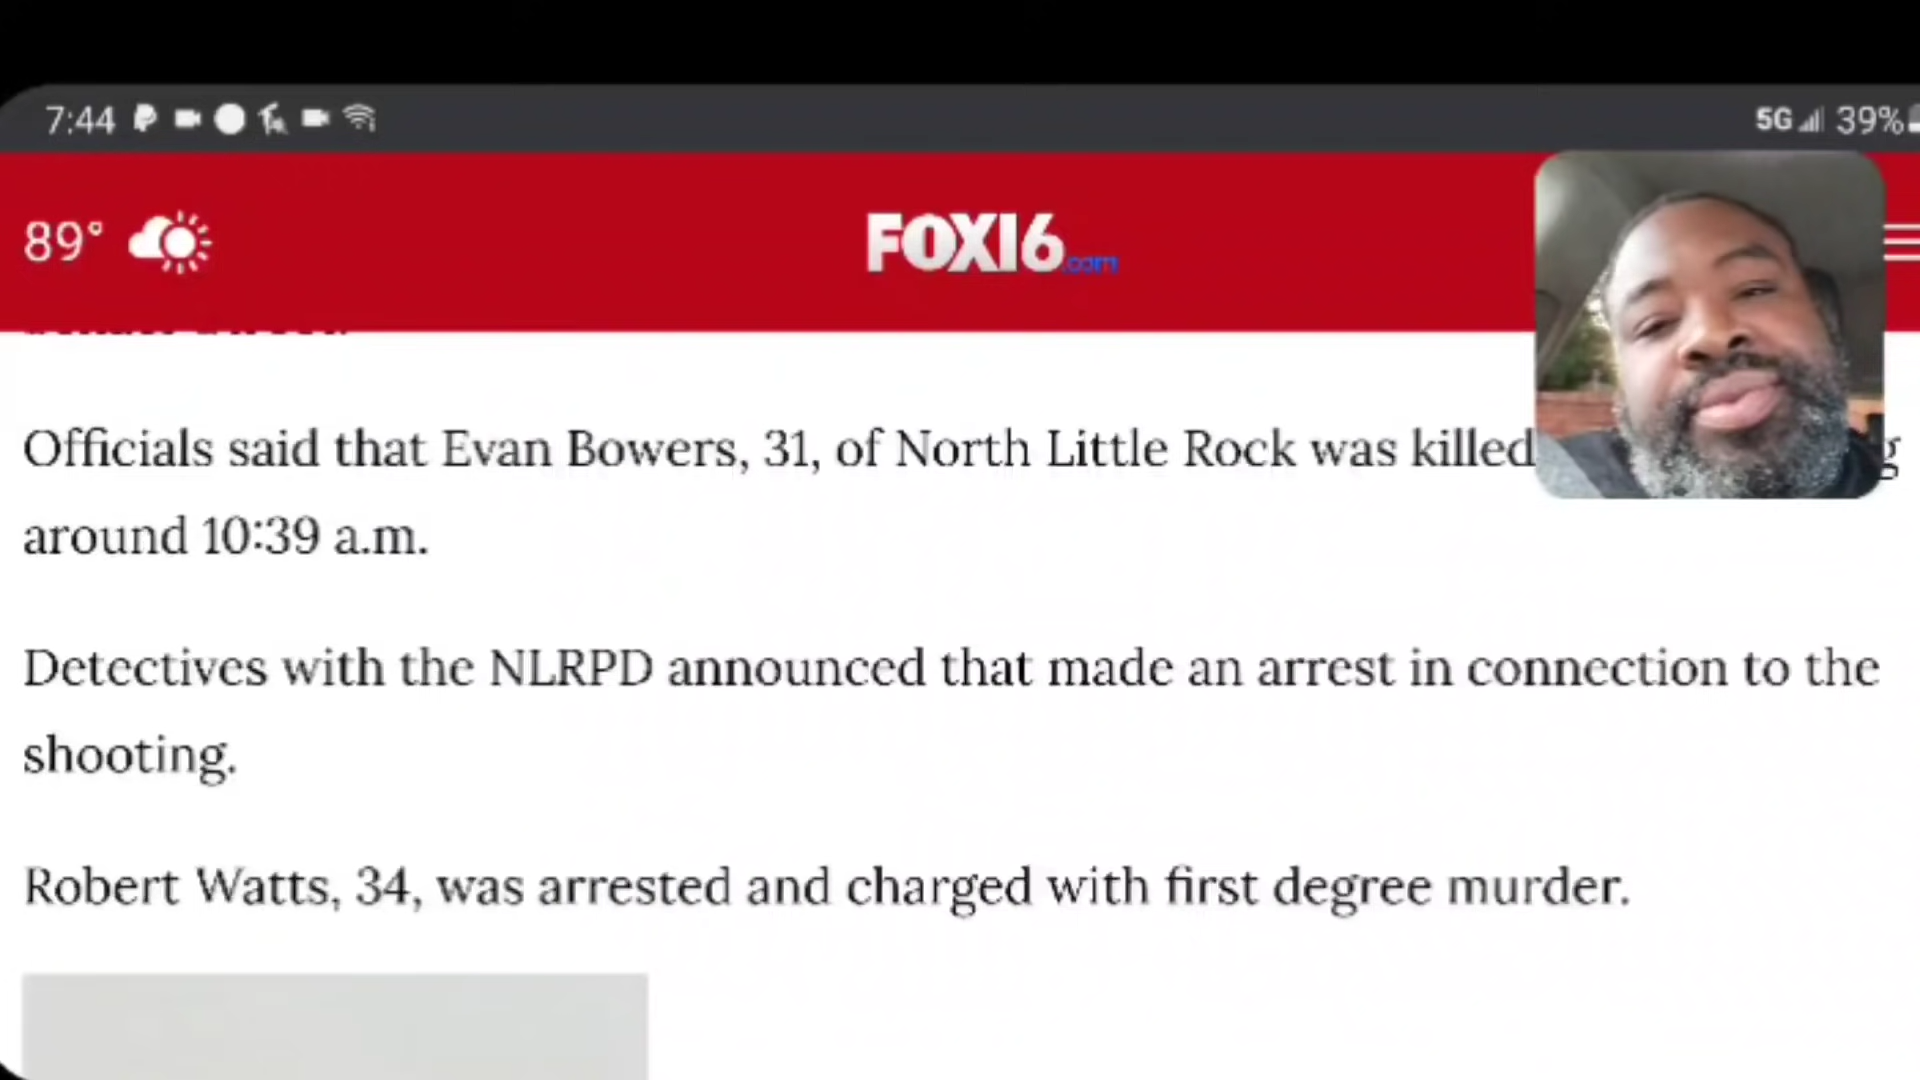 7:44
5G 39%
89°
FOX16.com
Officials said that Evan Bowers, 31, of North Little Rock was killed
around 10:39 a.m.
Detectives with the NLRPD announced that made an arrest in connection to the
shooting.
Robert Watts, 34, was arrested and charged with first degree murder.